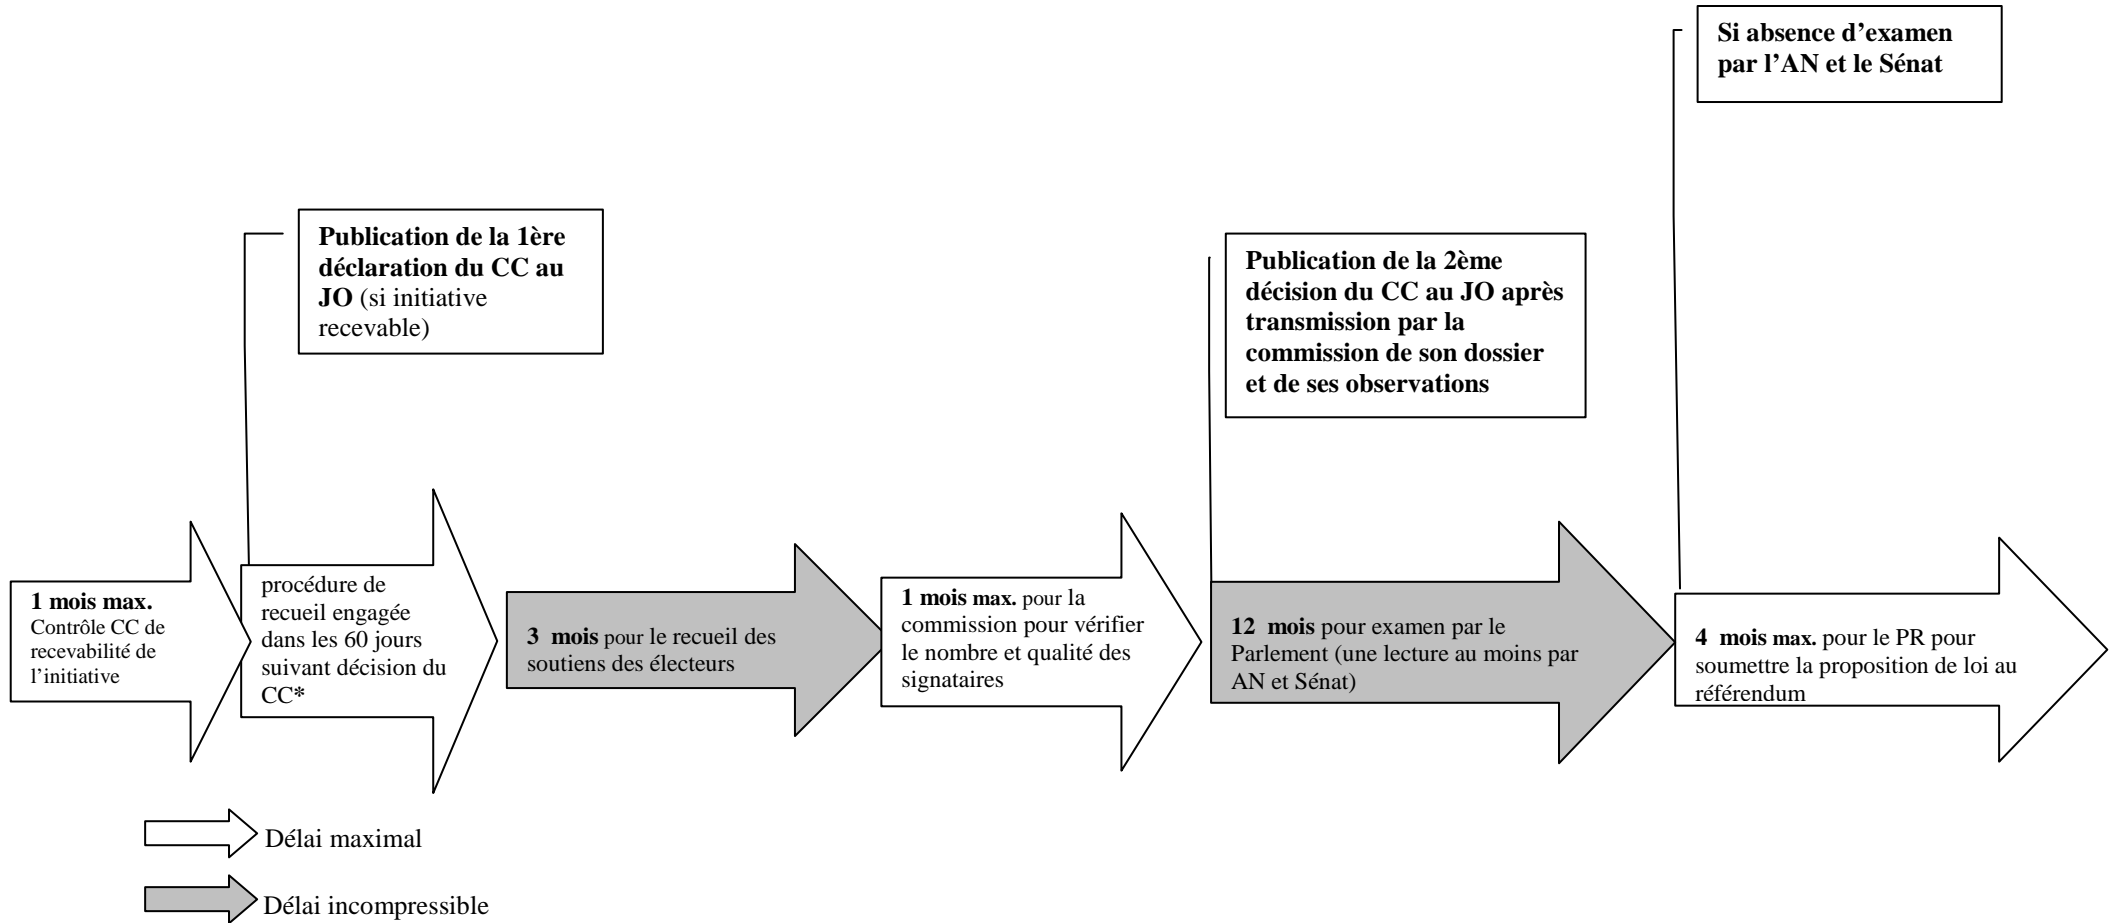 Si absence d’examen
par l’AN et le Sénat
Publication de la 1ère
déclaration du CC au
JO (si initiative
recevable)
Publication de la 2ème
décision du CC au JO après
transmission par la
commission de son dossier
et de ses observations
1 mois max.
Contrôle CC de
recevabilité de
l’initiative
procédure de
recueil engagée
dans les 60 jours
suivant décision du
CC*
3 mois pour le recueil des
soutiens des électeurs
1 mois max. pour la
commission pour vérifier
le nombre et qualité des
signataires
12 mois pour examen par le
Parlement (une lecture au moins par
AN et Sénat)
4 mois max. pour le PR pour
soumettre la proposition de loi au
référendum
Délai maximal
Délai incompressible